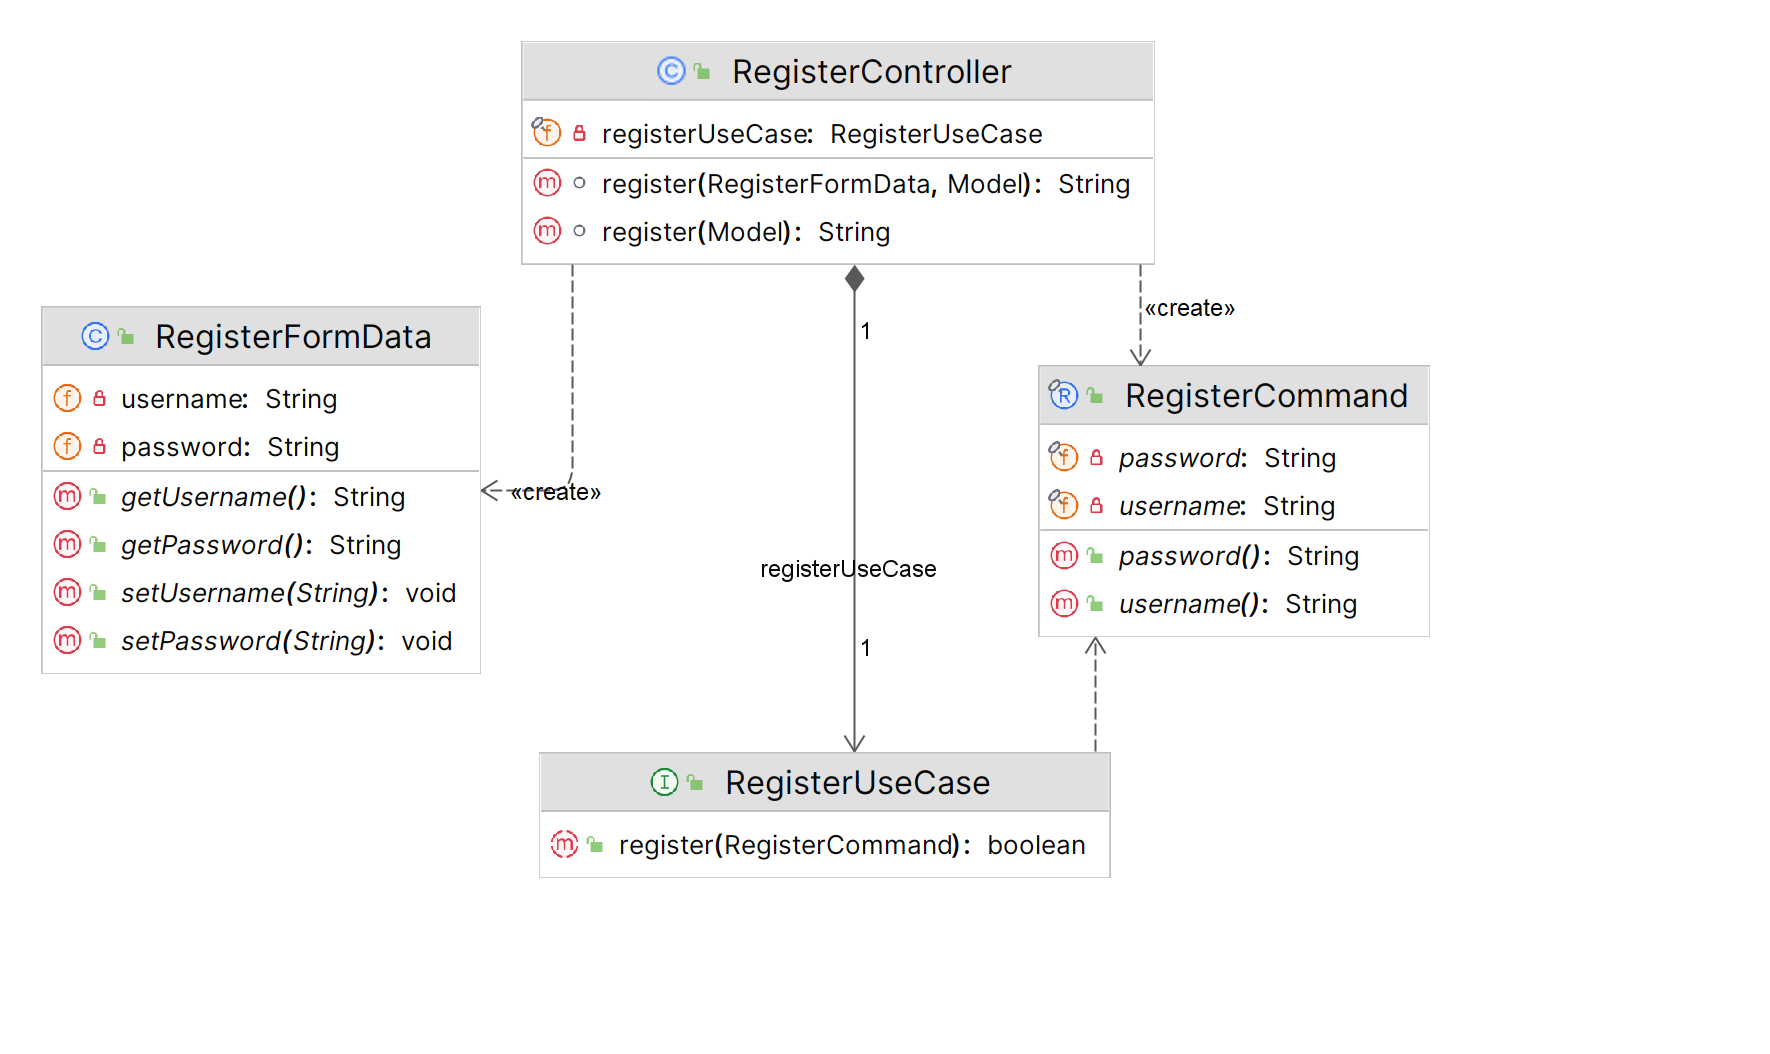 RegisterController
registerUseCase: RegisterUseCase
register(RegisterFormData, Model): String
register(Model): String
«create»
1
RegisterFormData
username: String
password: String
getUsername(): String
getPassword(): String
setUsername(String): void
setPassword(String): void
«create»
RegisterCommand
password: String
username: String
password(): String
username(): String
registerUseCase
1
RegisterUseCase
register(RegisterCommand): boolean